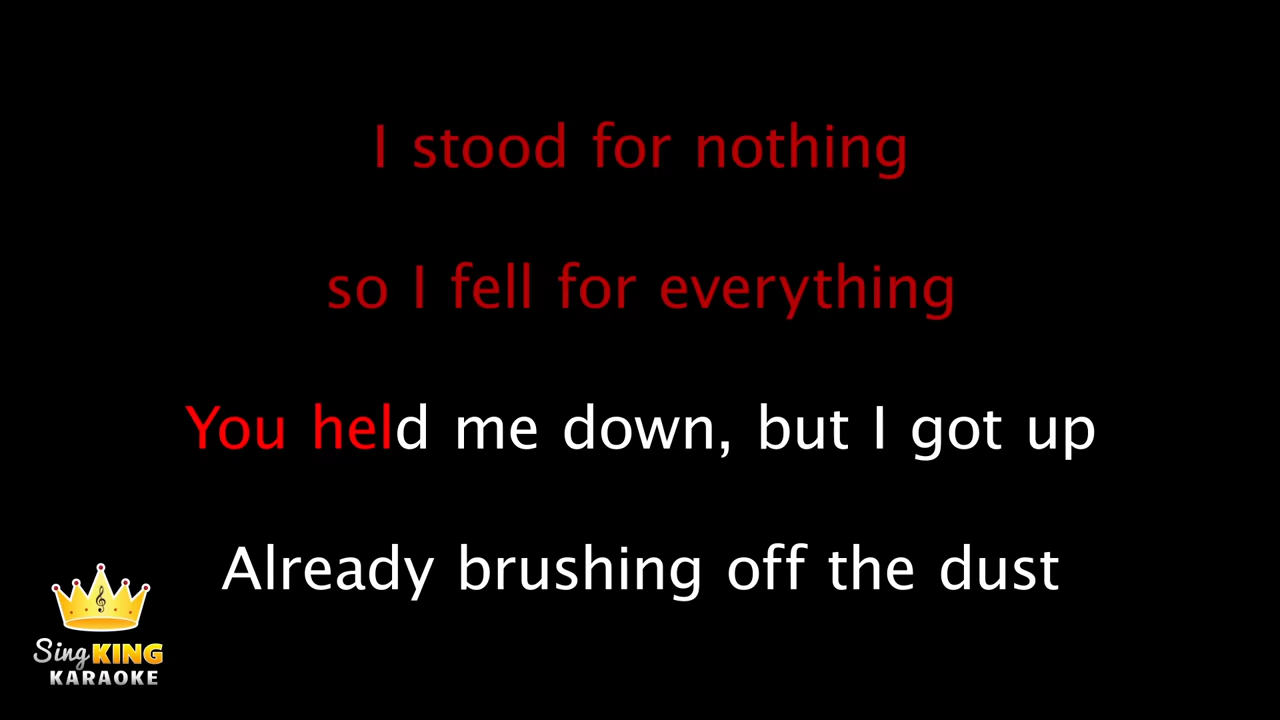 I stood for nothing
so I fell for everything
You held me down, but I got up
Already brushing off the dust
Sing KING
KARAOKE